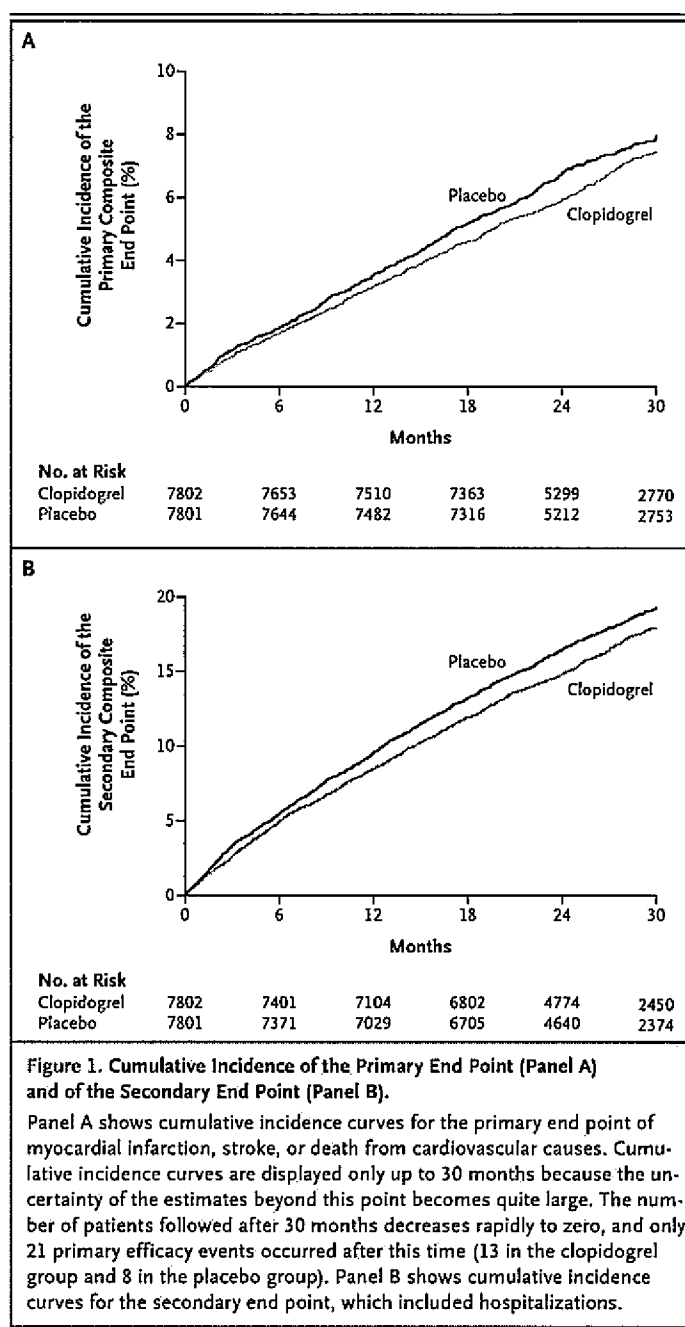 A
Cumulative Incidence of the
Primary Composite
End Point (%)
10
8
6
4
2
0
Placebo
Clopidogrel
0 6 12 18 24 30
Months
No. at Risk
Clopidogrel 7802 7653 7510 7363 5299 2770
Placebo 7801 7644 7482 7316 5212 2753
B
Cumulative Incidence of the
Secondary Composite
End Point (%)
20
15
10
5
0
Placebo
Clopidogrel
0 6 12 18 24 30
Months
No. at Risk
Clopidogrel 7802 7401 7104 6802 4774 2450
Placebo 7801 7371 7029 6705 4640 2374
Figure 1. Cumulative Incidence of the Primary End Point (Panel A)
and of the Secondary End Point (Panel B).
Panel A shows cumulative incidence curves for the primary end point of
myocardial infarction, stroke, or death from cardiovascular causes. Cumu-
lative incidence curves are displayed only up to 30 months because the un-
certainty of the estimates beyond this point becomes quite large. The num-
ber of patients followed after 30 months decreases rapidly to zero, and only
21 primary efficacy events occurred after this time (13 in the clopidogrel
group and 8 in the placebo group). Panel B shows cumulative incidence
curves for the secondary end point, which included hospitalizations.